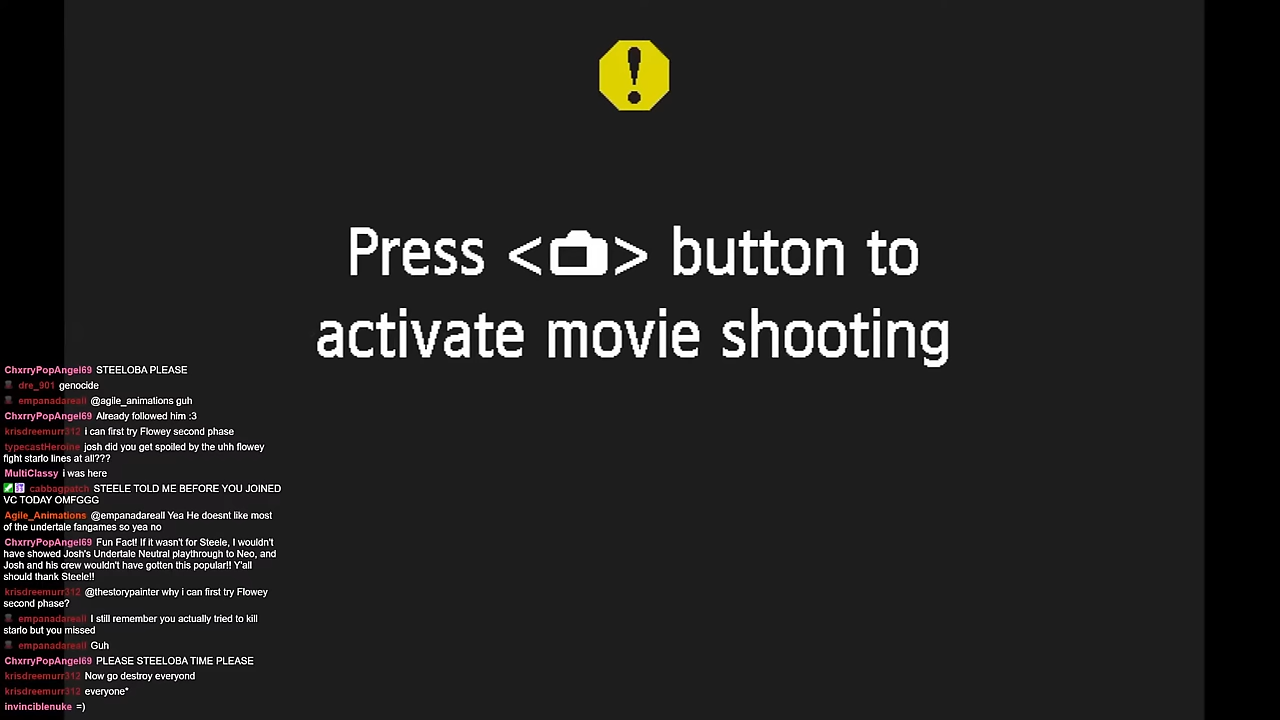 Press <> button to
activate movie shooting
ChxrryPopAngel69 STEELOBA PLEASE
dre_901 genocide
empanadareali @agile_animations guh
ChxrryPopAngel69 Already followed him :3
krisdreemurr312 i can first try Flowey second phase
typecastHeroine josh did you get spoiled by the uhh flowey
fight starlo lines at all???
MultiClassy i was here
cabbagpatch STEELE TOLD ME BEFORE YOU JOINED
VC TODAY OMFGGG
Agile_Animations @empanadareall Yea He doesnt like most
of the undertale fangames so yea no
ChxrryPopAngel69 Fun Fact! If it wasn't for Steele, I wouldn't
have showed Josh's Undertale Neutral playthrough to Neo, and
Josh and his crew wouldn't have gotten this popular!! Y'all
should thank Steele!!
krisdreemurr312 @thestorypainter why i can first try Flowey
second phase?
empanadareali I still remember you actually tried to kill
starlo but you missed
empanadareali Guh
ChxrryPopAngel69 PLEASE STEELOBA TIME PLEASE
krisdreemurr312 Now go destroy everyond
krisdreemurr312 everyone*
invinciblenuke =)